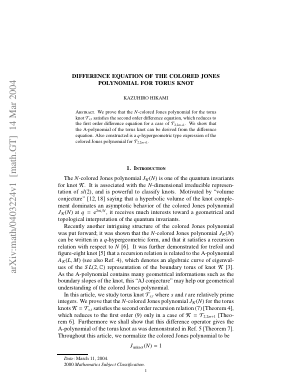 arXiv:math/0403224v1 [math.GT] 14 Mar 2004
DIFFERENCE EQUATION OF THE COLORED JONES
POLYNOMIAL FOR TORUS KNOT
KAZUHIRO HIKAMI
Abstract. We prove that the N-colored Jones polynomial for the torus
knot T_{s,t} satisfies the second order difference equation, which reduces to
the first order difference equation for a case of T_{2,2m+1}. We show that
the A-polynomial of the torus knot can be derived from the difference
equation. Also constructed is a q-hypergeometric type expression of the
colored Jones polynomial for T_{2,2m+1}.
1. Introduction
The N-colored Jones polynomial J_K(N) is one of the quantum invariants
for knot K. It is associated with the N-dimensional irreducible representa-
tion of sl(2), and is powerful to classify knots. Motivated by "volume
conjecture" [12,18] saying that a hyperbolic volume of the knot comple-
ment dominates an asymptotic behavior of the colored Jones polynomial
J_K(N) at q = e^{2πi/N}, it receives much interests toward a geometrical and
topological interpretation of the quantum invariants.
Recently another intriguing structure of the colored Jones polynomial
was put forward; it was shown that the N-colored Jones polynomial J_K(N)
can be written in a q-hypergeometric form, and that it satisfies a recursion
relation with respect to N [6]. It was further demonstrated for trefoil and
figure-eight knot [5] that a recursion relation is related to the A-polynomial
A_K(L, M) (see also Ref. 4), which denotes an algebraic curve of eigenval-
ues of the SL(2, C) representation of the boundary torus of knot K [3].
As the A-polynomial contains many geometrical informations such as the
boundary slopes of the knot, this "AJ conjecture" may help our geometrical
understanding of the colored Jones polynomial.
In this article, we study torus knot T_{s,t} where s and t are relatively prime
integers. We prove that the N-colored Jones polynomial J_K(N) for the torus
knots K = T_{s,t} satisfies the second order recursion relation (7) [Theorem 4],
which reduces to the first order (9) only in a case of K = T_{2,2m+1} [Theo-
rem 6]. Furthermore we shall show that this difference operator gives the
A-polynomial of the torus knot as was demonstrated in Ref. 5 [Theorem 7].
Throughout this article, we normalize the colored Jones polynomial to be
J_{unknot}(N) = 1
Date: March 11, 2004.
2000 Mathematics Subject Classification.
1